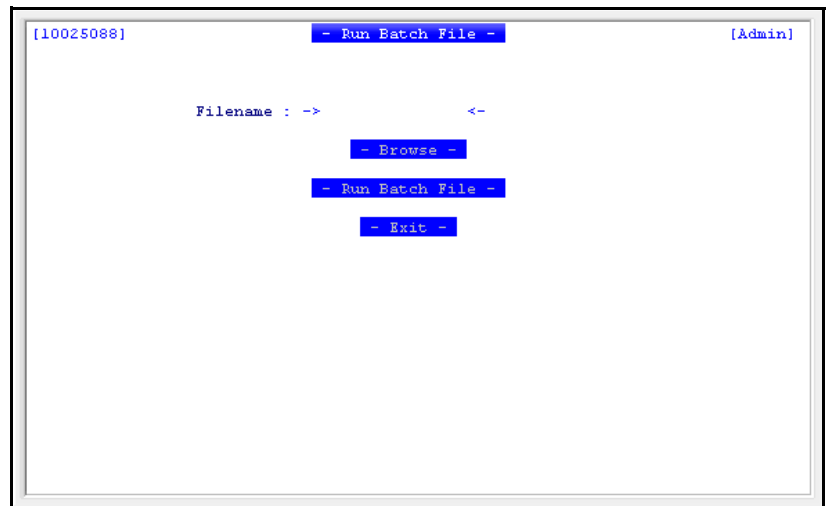 [10025088] - Run Batch File - [Admin]
Filename : -> <-
- Browse -
- Run Batch File -
- Exit -